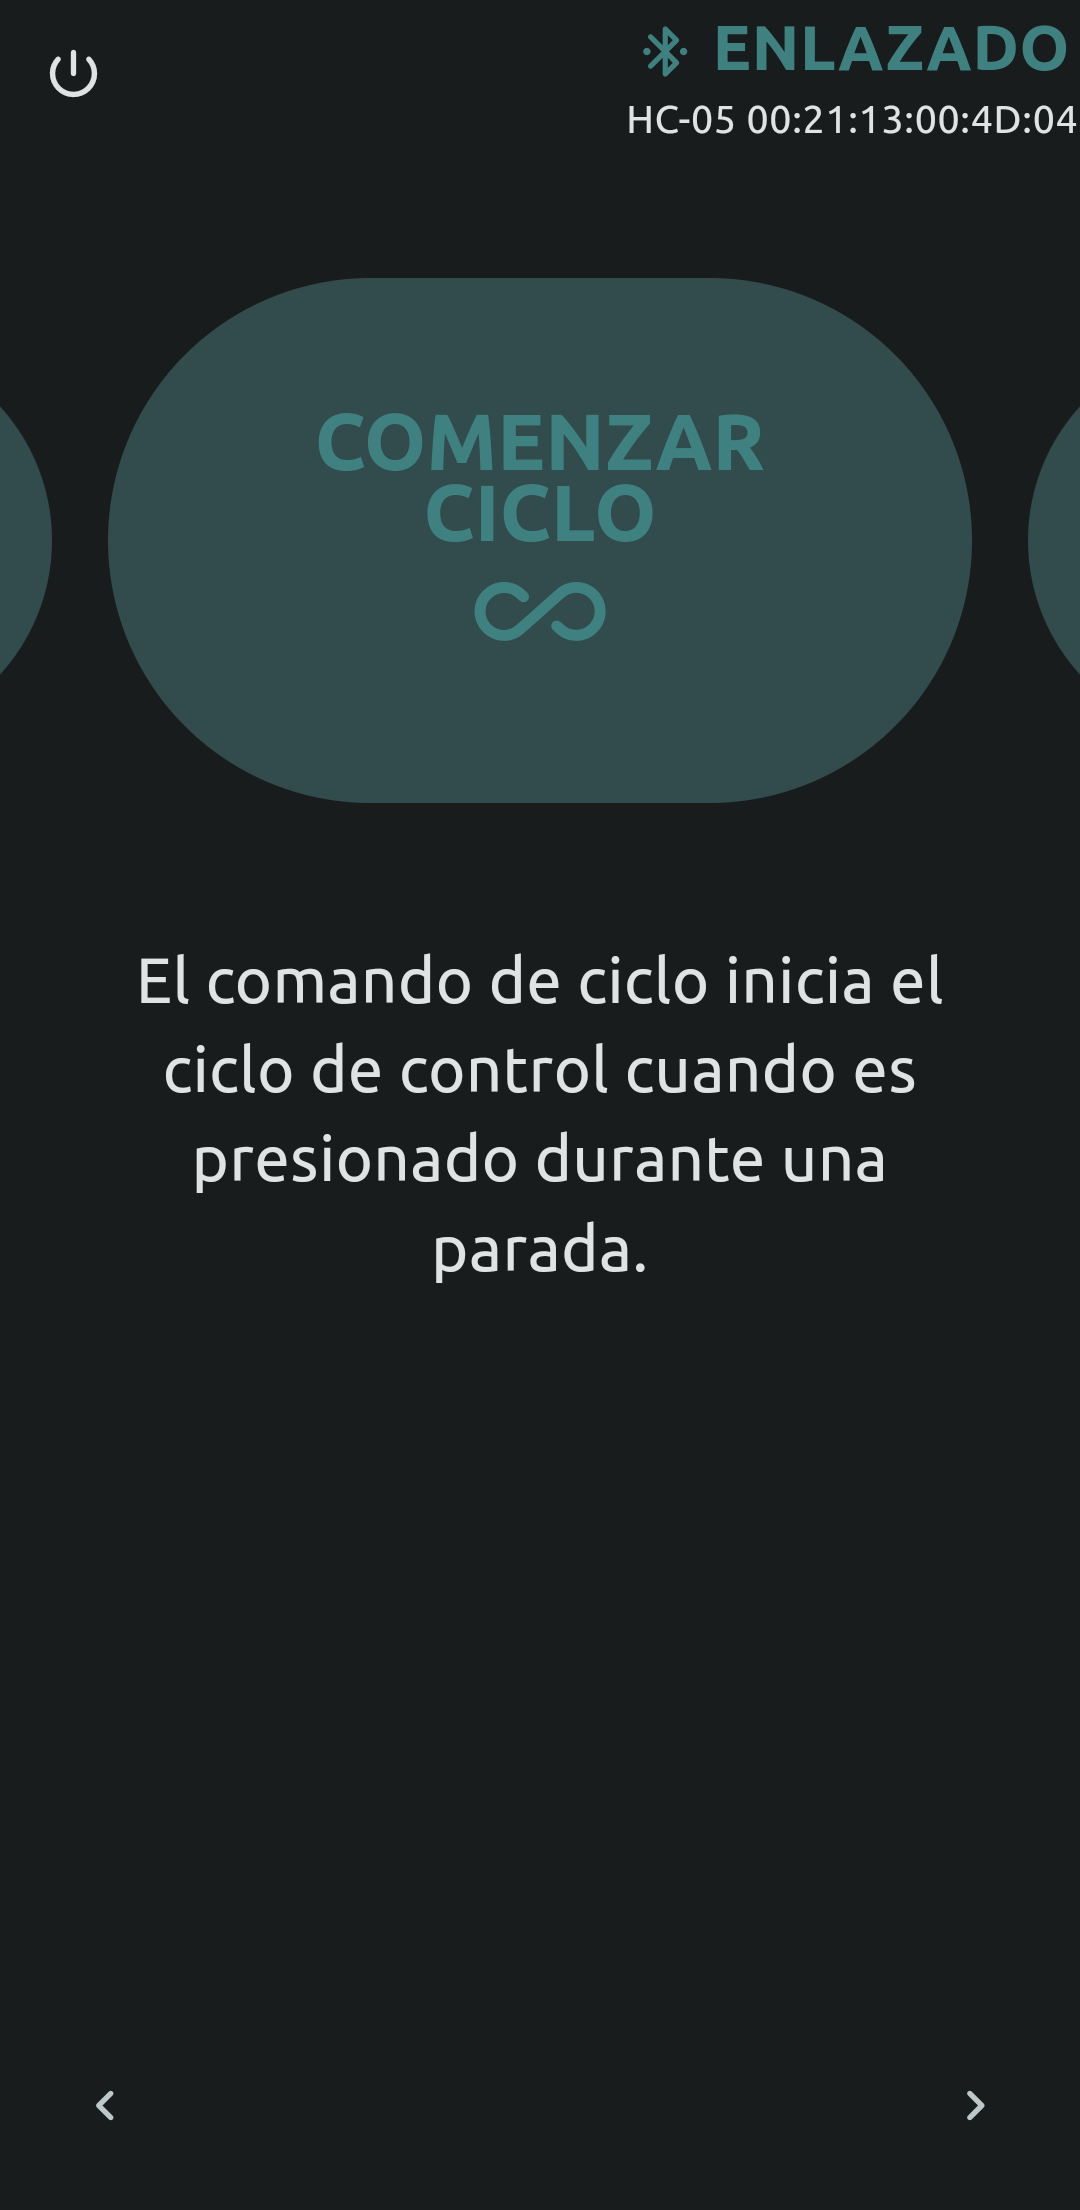 ENLAZADO
HC-05 00:21:13:00:4D:04
COMENZAR
CICLO
El comando de ciclo inicia el
ciclo de control cuando es
presionado durante una
parada.